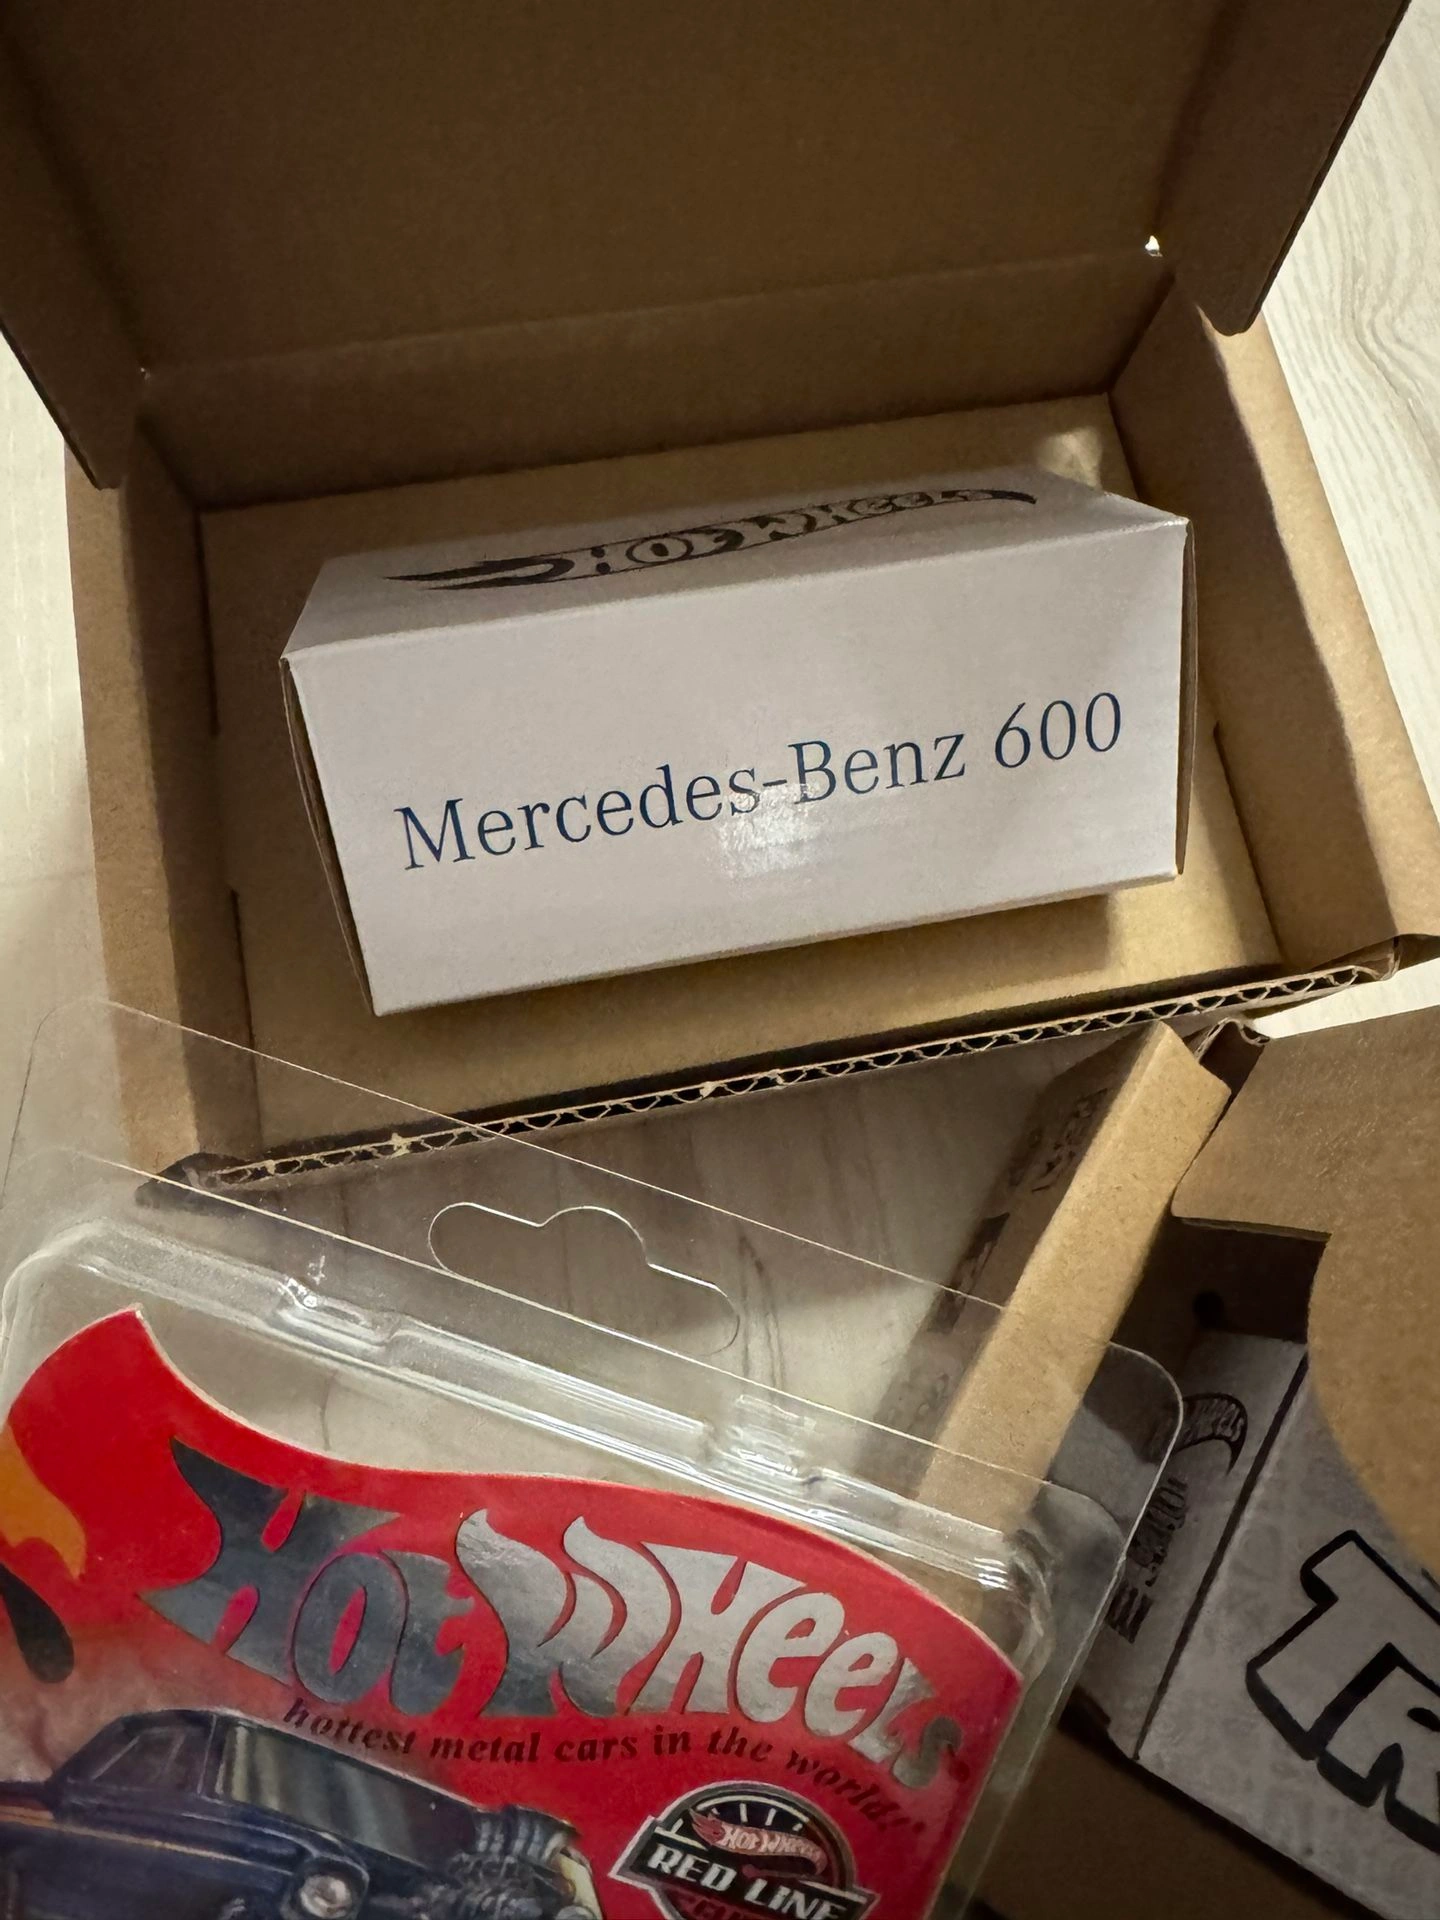 HOT WHEELS
Mercedes-Benz 600
HOT WHEELS
hottest metal cars in the world!
HOT WHEELS
RED LINE